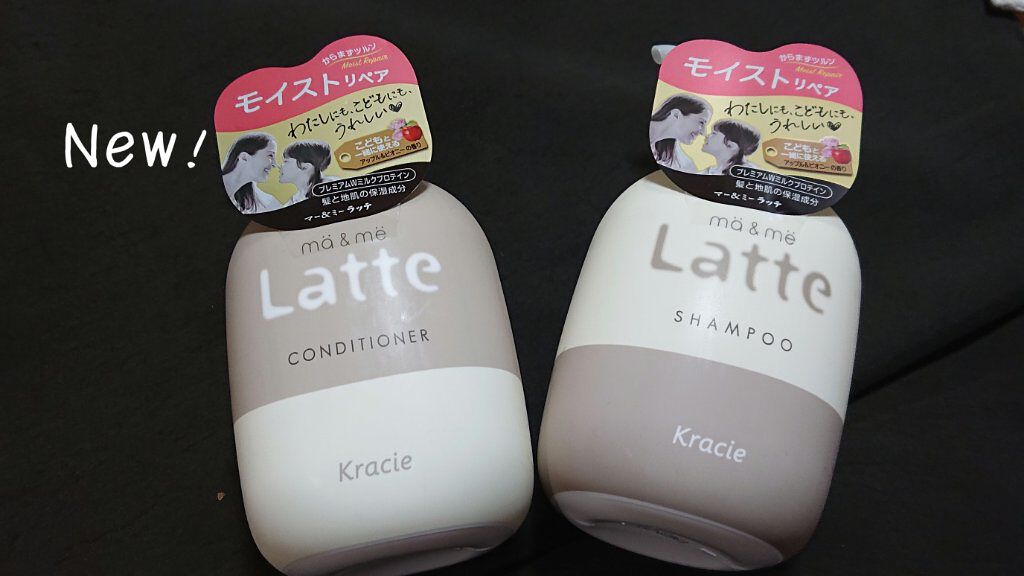 New!
からまずツルン
Moist Repair
モイストリペア
わたしにも、こどもにも、
うれしい
こどもと
一緒に使える
アップル&ピオニーの香り
プレミアムWミルクプロテイン
髪と地肌の保湿成分
マー&ミー ラッテ
mä & më
Latte
CONDITIONER
Kracie
からまずツルン
Moist Repair
モイストリペア
わたしにも、こどもにも、
うれしい
こどもと
一緒に使える
アップル&ピオニーの香り
プレミアムWミルクプロテイン
髪と地肌の保湿成分
マー&ミー ラッテ
mä & më
Latte
SHAMPOO
Kracie